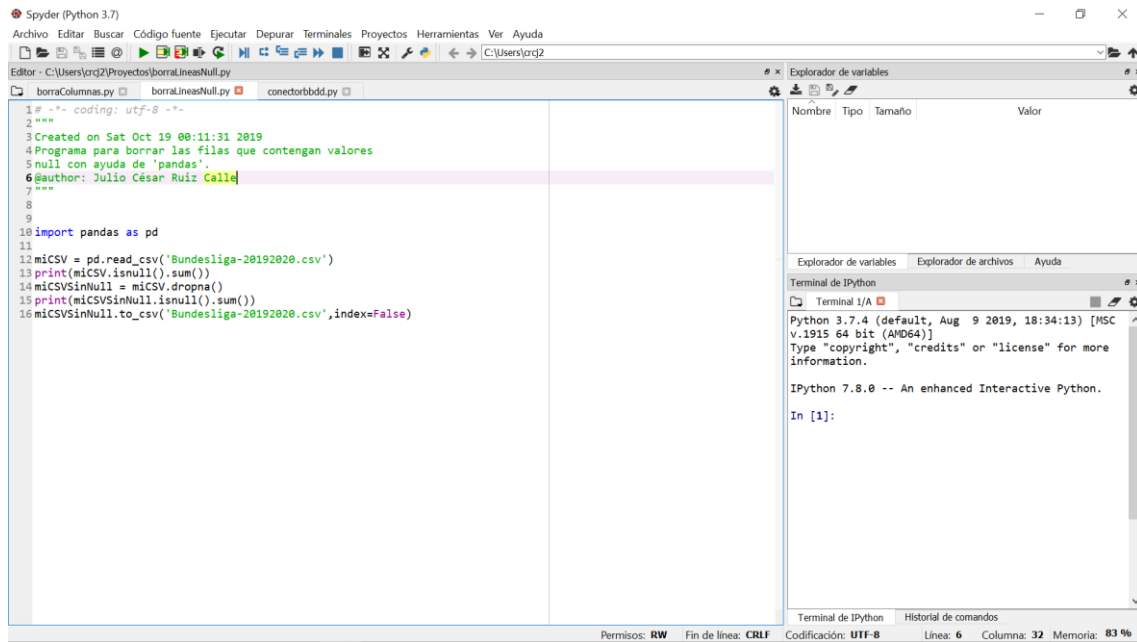 Spyder (Python 3.7)
Archivo Editar Buscar Código fuente Ejecutar Depurar Terminales Proyectos Herramientas Ver Ayuda
C:\Users\crcj2
Editor - C:\Users\crcj2\Proyectos\borraLineasNull.py
borraColumnas.py borraLineasNull.py conectorbbdd.py
1 # -*- coding: utf-8 -*-
2 """
3 Created on Sat Oct 19 00:11:31 2019
4 Programa para borrar las filas que contengan valores
5 null con ayuda de 'pandas'.
6 @author: Julio César Ruiz Calle
7 """
8
9
10 import pandas as pd
11
12 miCSV = pd.read_csv('Bundesliga-20192020.csv')
13 print(miCSV.isnull().sum())
14 miCSVSinNull = miCSV.dropna()
15 print(miCSVSinNull.isnull().sum())
16 miCSVSinNull.to_csv('Bundesliga-20192020.csv',index=False)
Explorador de variables
Nombre Tipo Tamaño Valor
Explorador de variables Explorador de archivos Ayuda
Terminal de IPython
Terminal 1/A
Python 3.7.4 (default, Aug 9 2019, 18:34:13) [MSC
v.1915 64 bit (AMD64)]
Type "copyright", "credits" or "license" for more
information.
IPython 7.8.0 -- An enhanced Interactive Python.
In [1]:
Terminal de IPython Historial de comandos
Permisos: RW Fin de línea: CRLF Codificación: UTF-8 Línea: 6 Columna: 32 Memoria: 83 %